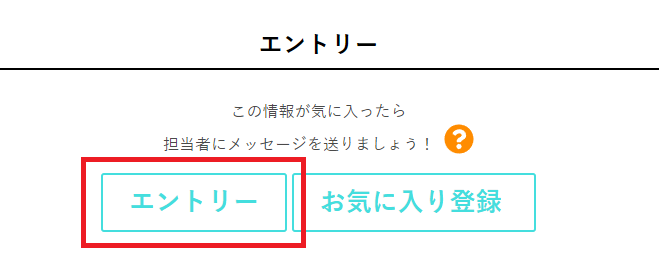 エントリー
この情報が気に入ったら
担当者にメッセージを送りましょう！ ?
エントリー お気に入り登録